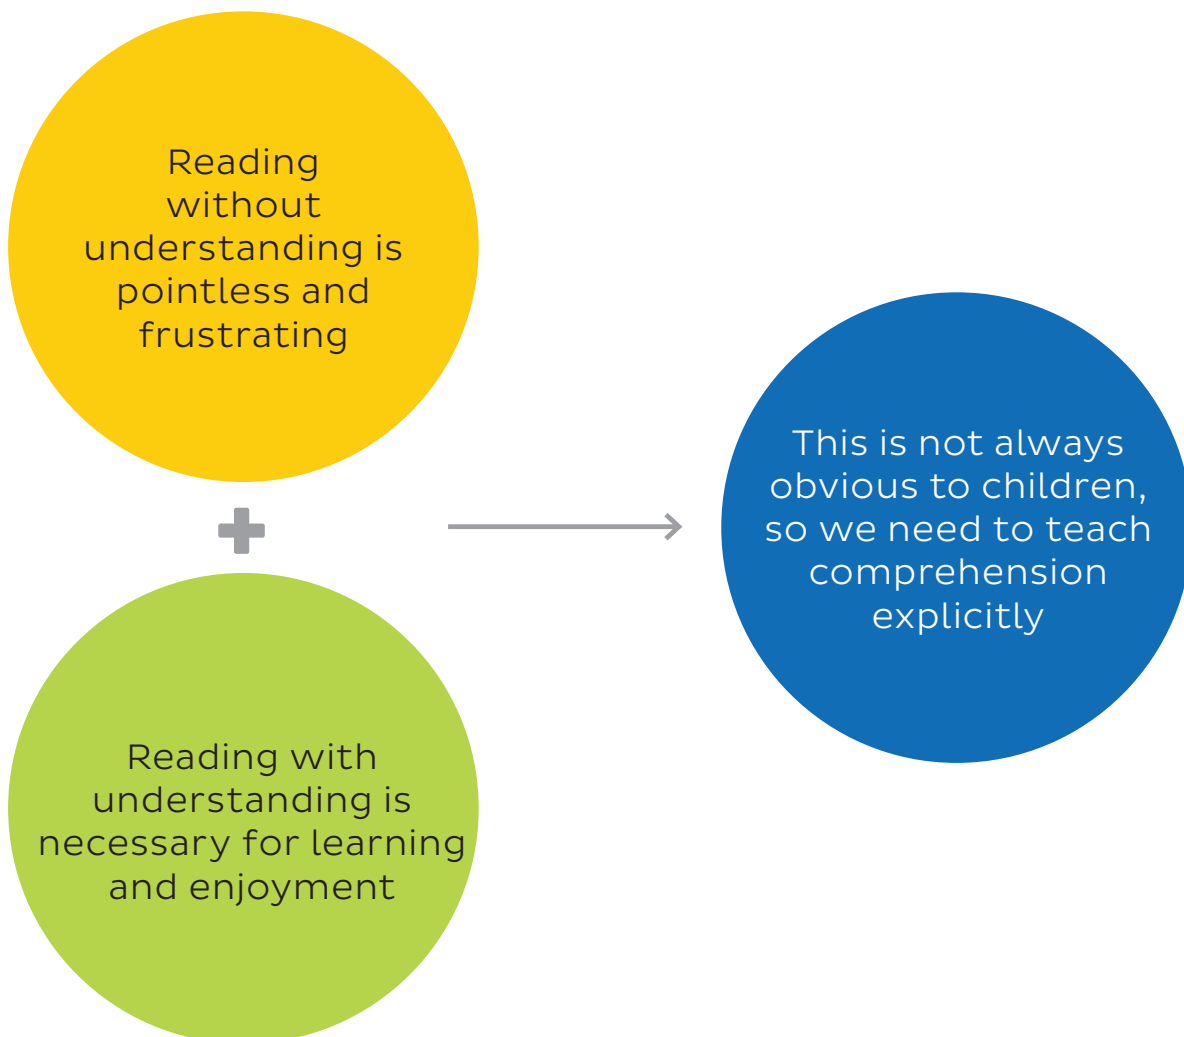 Reading
without
understanding is
pointless and
frustrating
Reading with
understanding is
necessary for learning
and enjoyment
This is not always
obvious to children,
so we need to teach
comprehension
explicitly